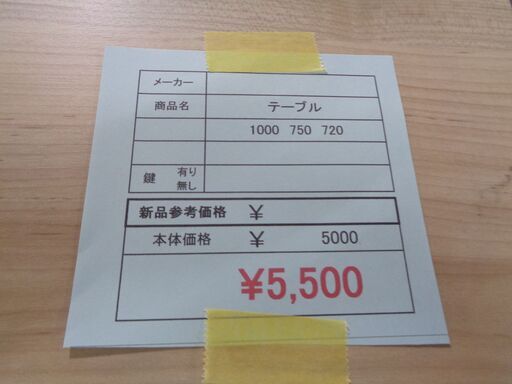 メーカー
商品名 テーブル
1000 750 720
鍵 有り
無し
新品参考価格 ¥
本体価格 ¥ 5000
¥5,500